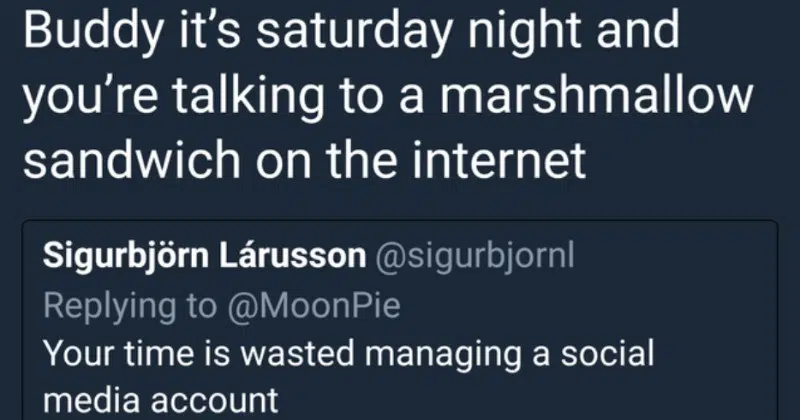 Buddy it’s saturday night and
you’re talking to a marshmallow
sandwich on the internet
Sigurbjörn Lárusson @sigurbjornl
Replying to @MoonPie
Your time is wasted managing a social
media account